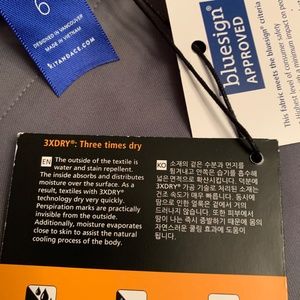 6
DESIGNED IN VANCOUVER
MADE IN VIETNAM
KITANDACE.COM
bluesign®
APPROVED
This fabric meets the bluesign® criteria
Highest level of consumer
3XDRY®: Three times dry
EN The outside of the textile is
water and stain repellent.
The inside absorbs and distributes
moisture over the surface. As a
result, textiles with 3XDRY®
technology dry very quickly.
Perspiration marks are practically
invisible from the outside.
Additionally, moisture evaporates
close to skin to assist the natural
cooling process of the body.
KO 소재의 겉은 수분과 먼지를
튕겨내고 안쪽은 습기를 흡수해
넓은 면적으로 확산시킵니다. 덕분에
3XDRY® 가공 기술로 처리된 소재는
건조 속도가 매우 빠릅니다. 동시에
땀으로 인한 얼룩은 겉에서 거의
드러나지 않습니다. 또한 피부에서
땀이 나는 즉시 증발하기 때문에 몸의
자연스러운 쿨링 효과에 도움이
됩니다.